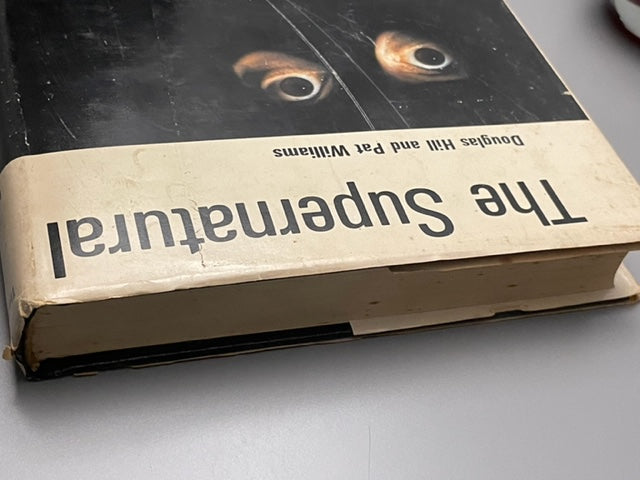 The Supernatural
Douglas Hill and Pat Williams